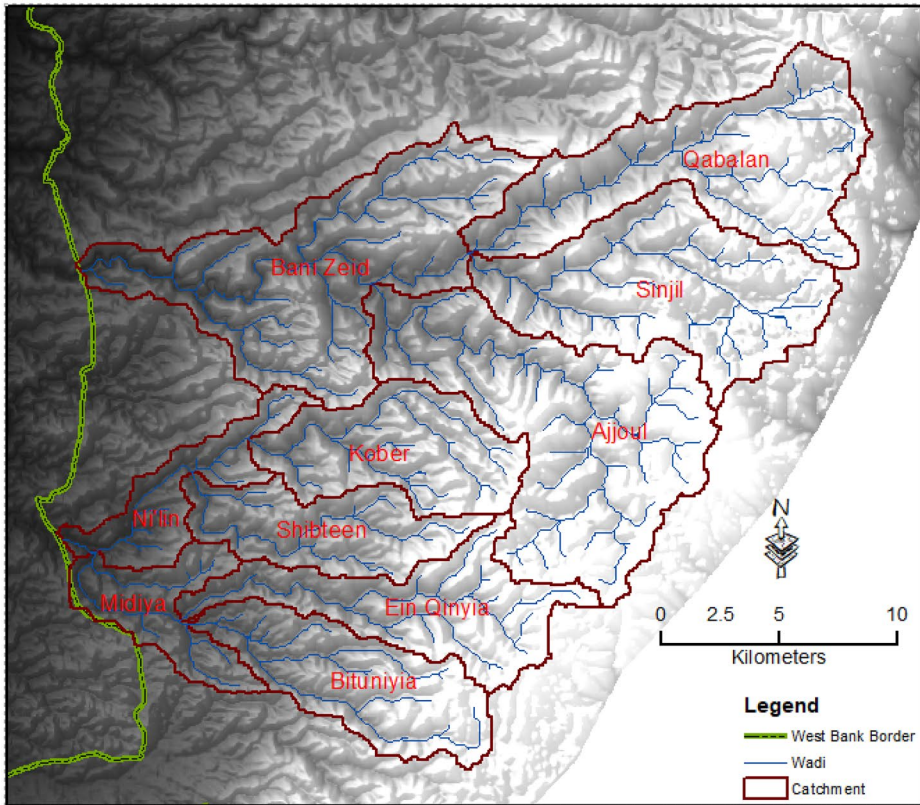 Qabalan
Bani Zeid
Sinjil
Ajjoul
Kober
Ni'lin
Shibteen
Midiya
Ein Qinyia
Bituniyia
N
0 2.5 5 10
Kilometers
Legend
West Bank Border
Wadi
Catchment